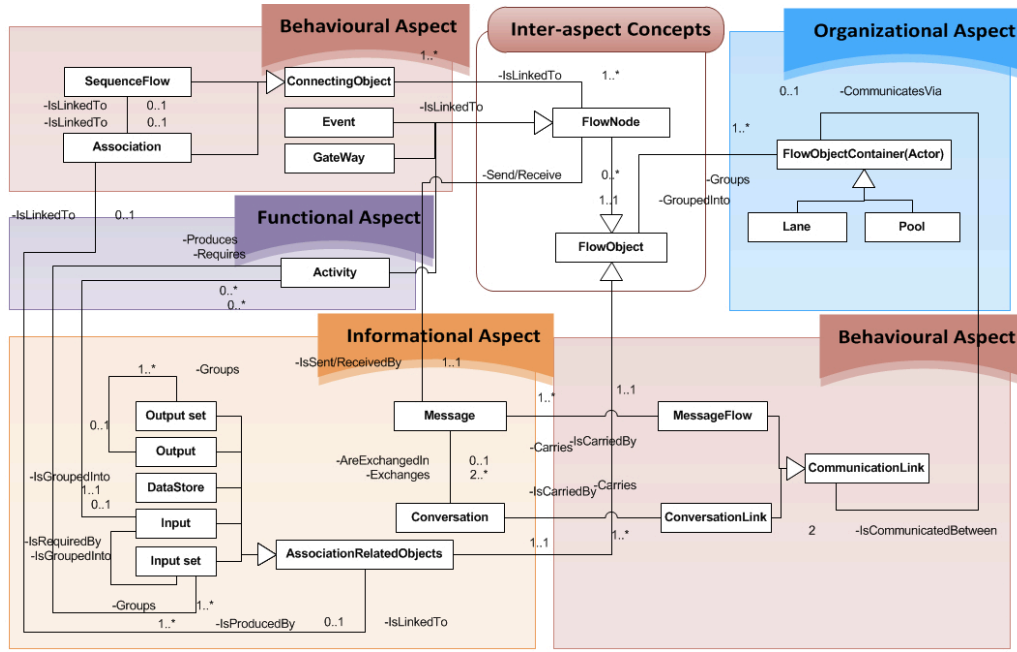 Behavioural Aspect
Inter-aspect Concepts
Organizational Aspect
1..*
SequenceFlow
ConnectingObject
-IsLinkedTo
1..*
0..1
-CommunicatesVia
-IsLinkedTo
0..1
-IsLinkedTo
-IsLinkedTo
0..1
Event
FlowNode
1..*
Association
GateWay
FlowObjectContainer(Actor)
-Send/Receive
0..*
-Groups
1..1
-GroupedInto
-IsLinkedTo
0..1
Functional Aspect
Lane
Pool
-Produces
-Requires
FlowObject
Activity
0..*
0..*
Informational Aspect
Behavioural Aspect
-IsSent/ReceivedBy
1..1
1..*
-Groups
1..*
1..1
Output set
Message
MessageFlow
0..1
-Carries
-IsCarriedBy
Output
-AreExchangedIn
0..1
-Exchanges
2..*
CommunicationLink
-IsGroupedInto
DataStore
-IsCarriedBy
-Carries
1..1
0..1
Input
Conversation
ConversationLink
-IsRequiredBy
-IsGroupedInto
1..1
1..*
2
-IsCommunicatedBetween
Input set
AssociationRelatedObjects
-Groups
1..*
1..*
-IsProducedBy
0..1
-IsLinkedTo